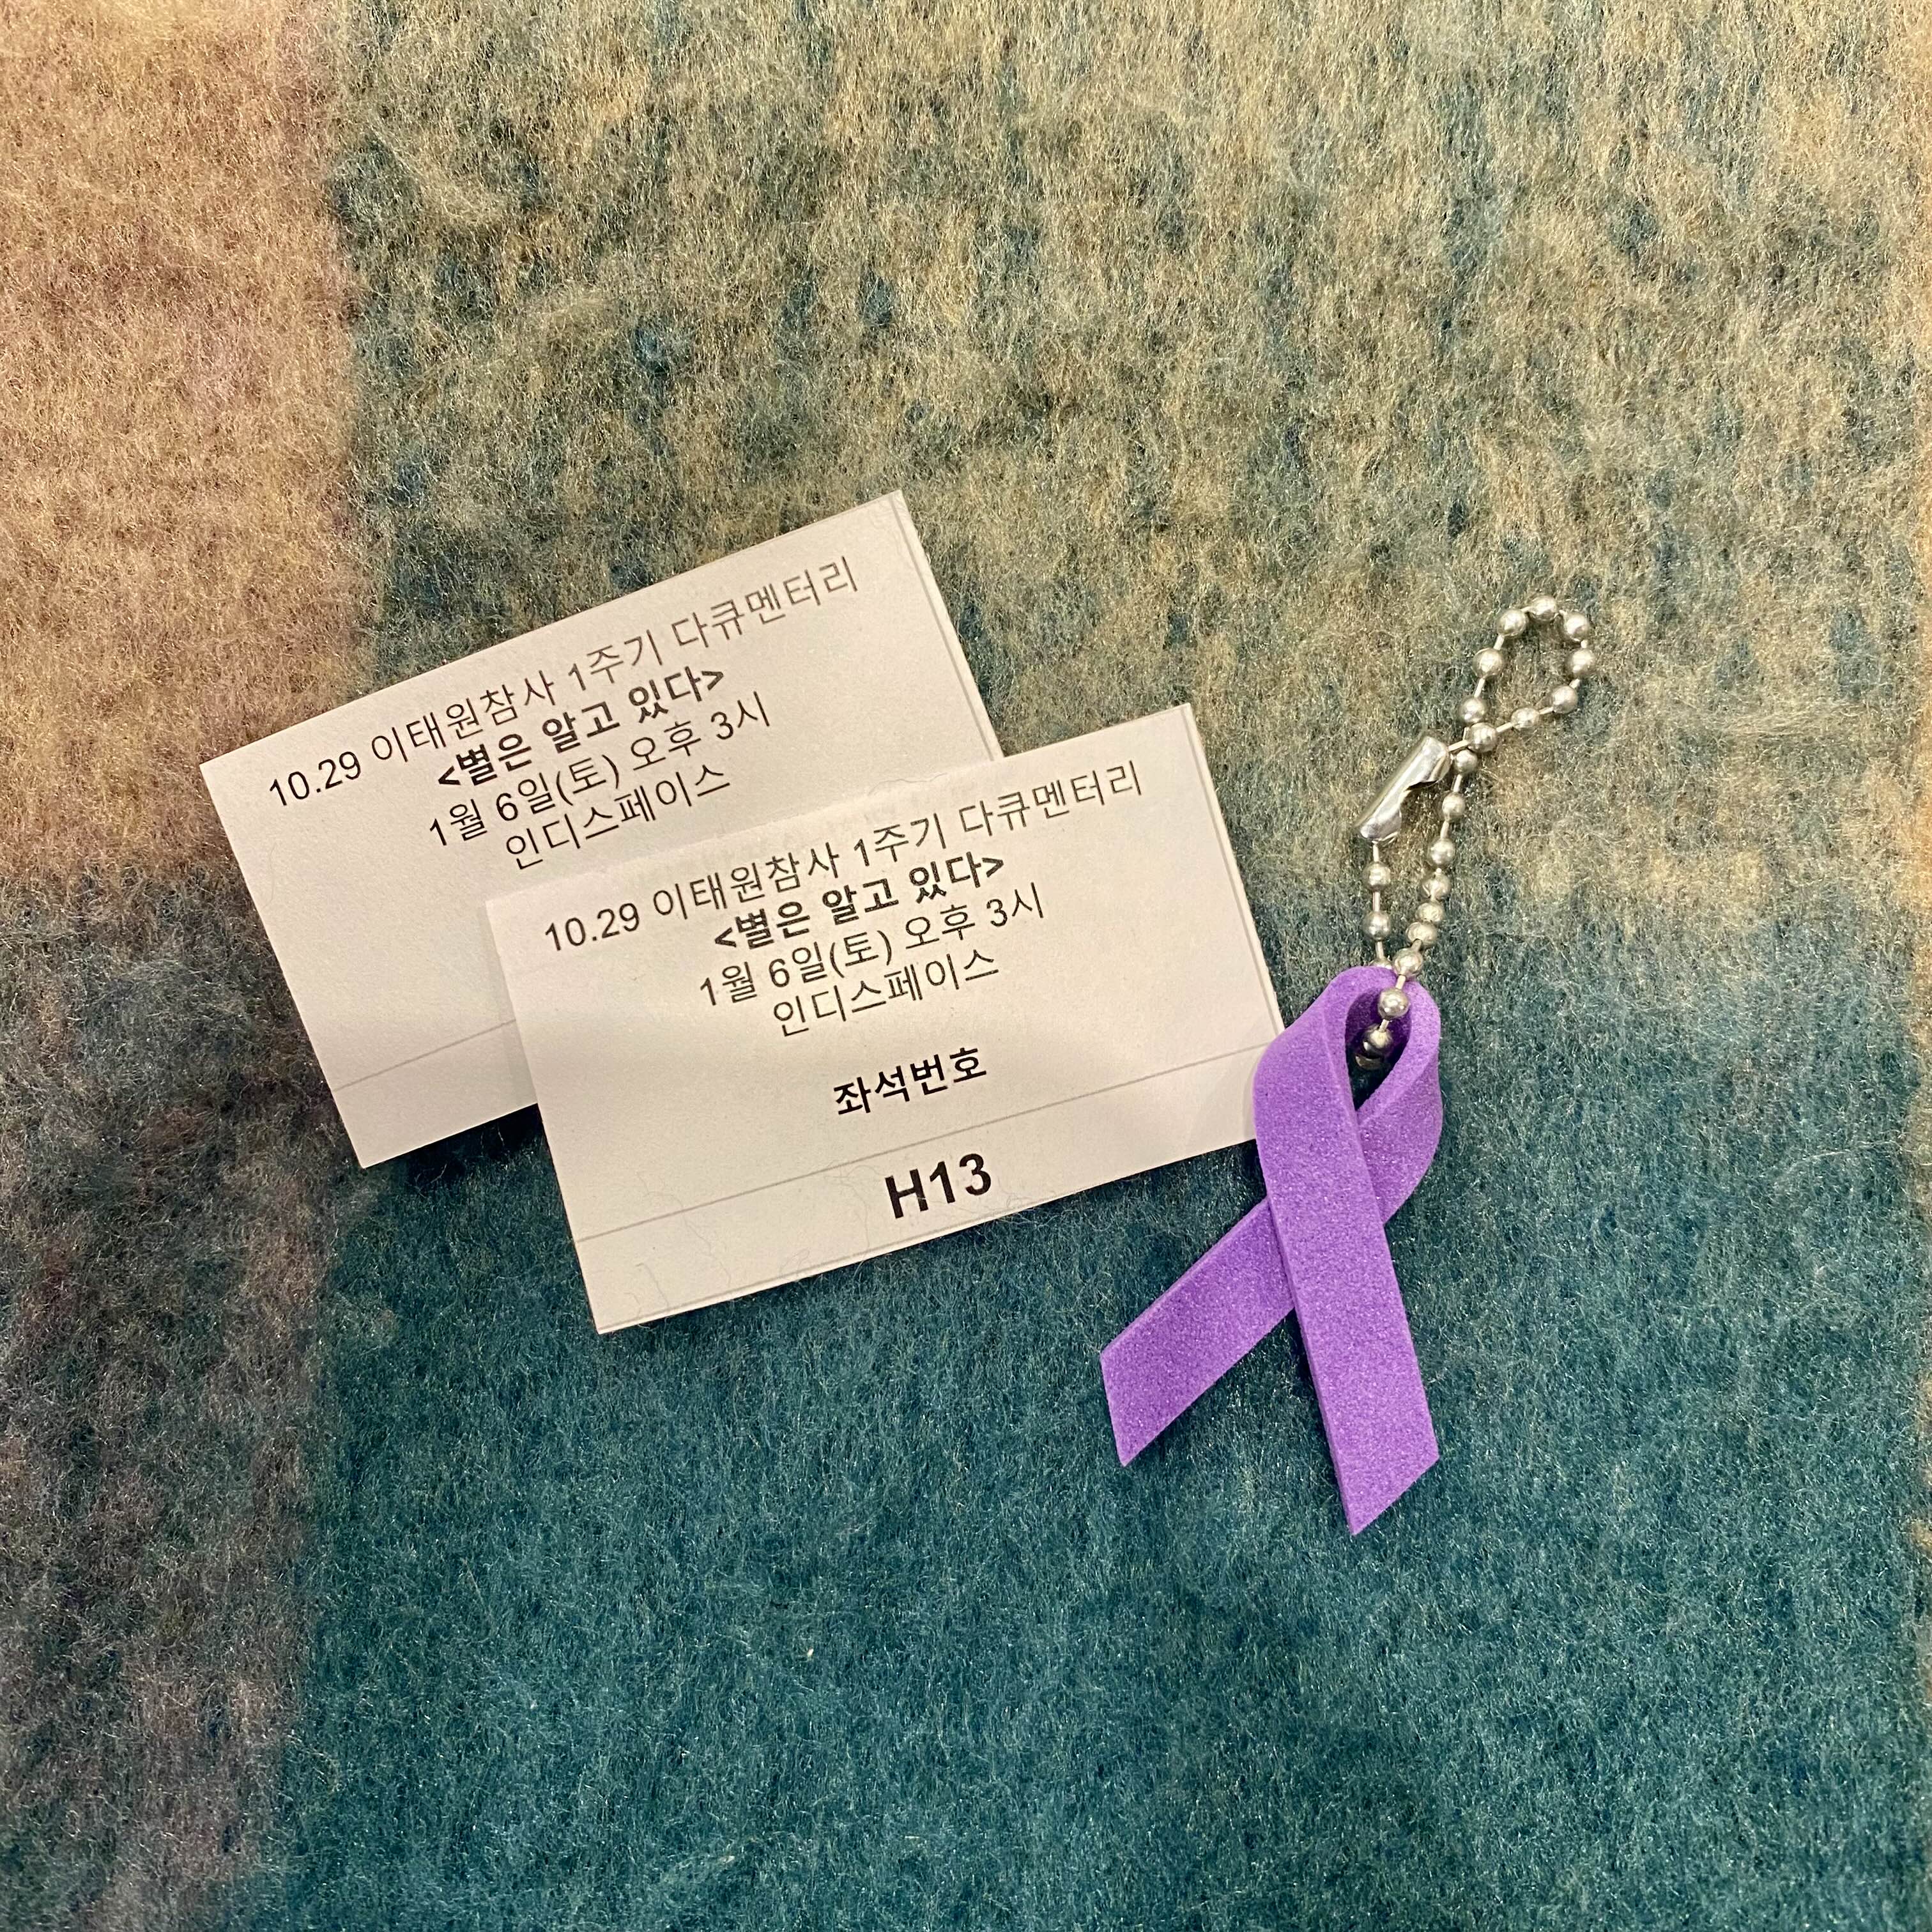 10.29 이태원참사 1주기 다큐멘터리
<별은 알고 있다>
1월 6일(토) 오후 3시
인디스페이스
10.29 이태원참사 1주기 다큐멘터리
<별은 알고 있다>
1월 6일(토) 오후 3시
인디스페이스
좌석번호
H13